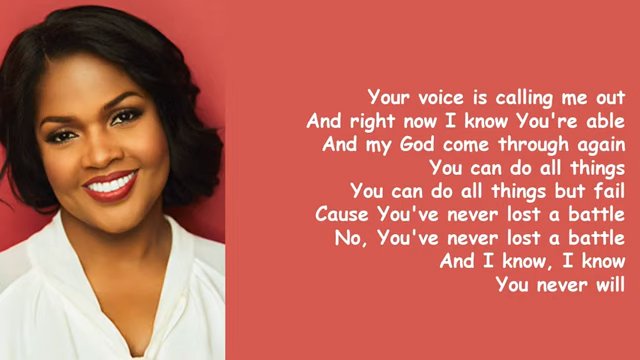 Your voice is calling me out
And right now I know You're able
And my God come through again
You can do all things
You can do all things but fail
Cause You've never lost a battle
No, You've never lost a battle
And I know, I know
You never will